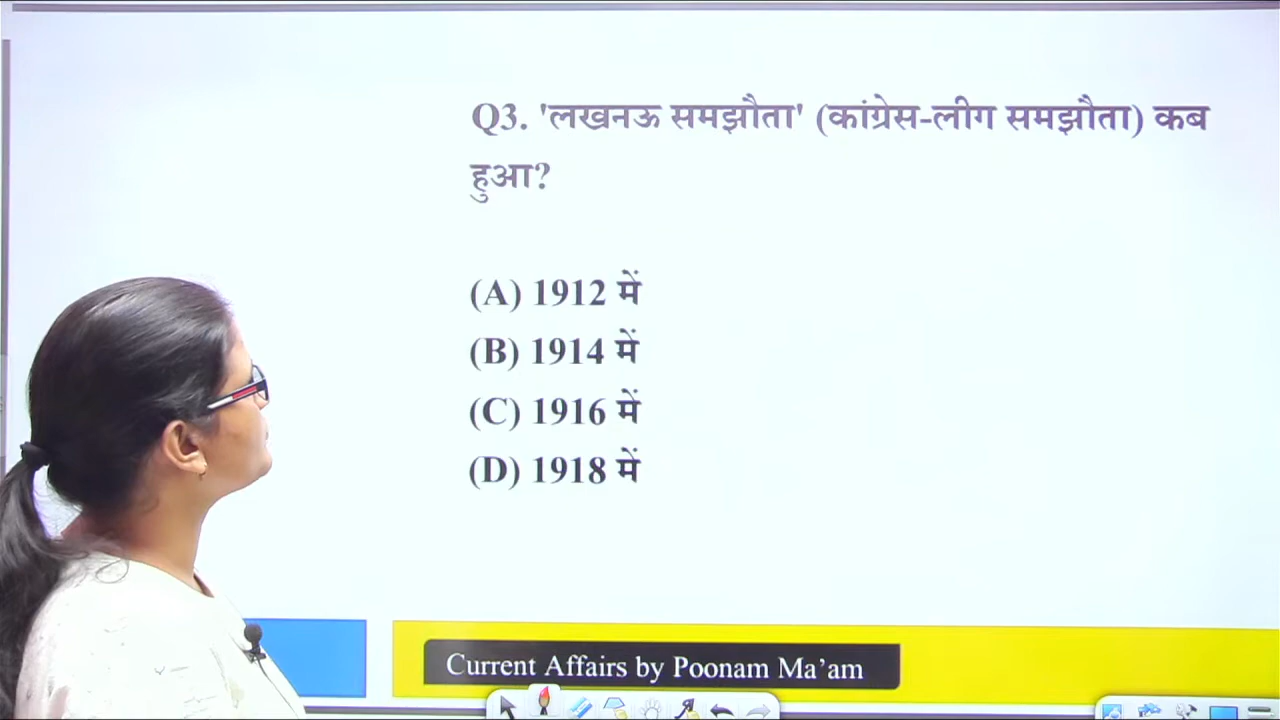 Q3. 'लखनऊ समझौता' (कांग्रेस-लीग समझौता) कब
हुआ?
(A) 1912 में
(B) 1914 में
(C) 1916 में
(D) 1918 में
Current Affairs by Poonam Ma’am